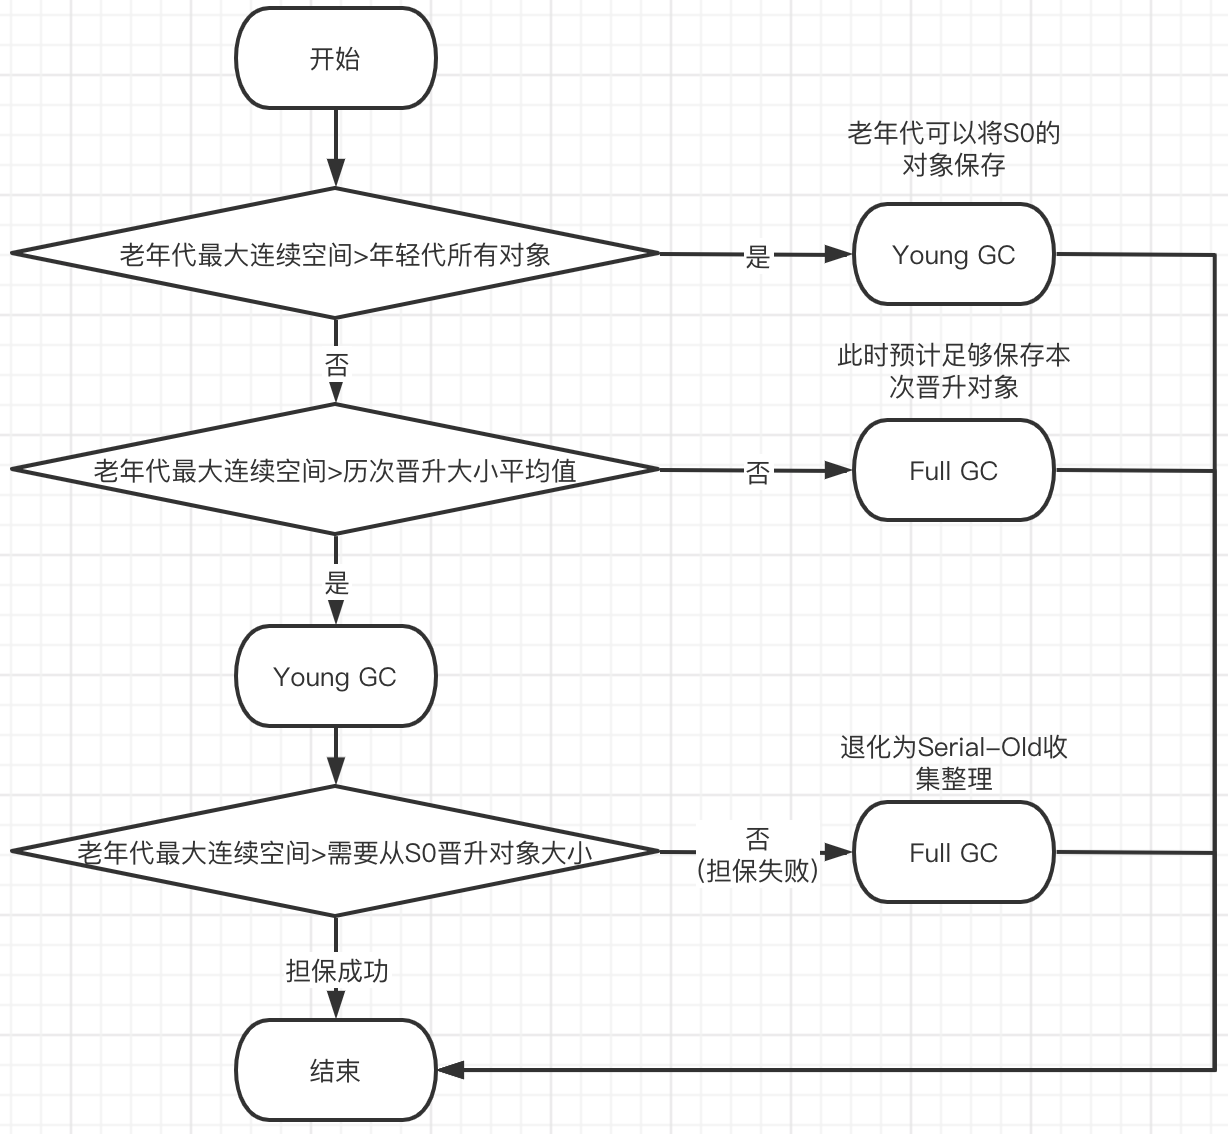 开始
老年代可以将S0的
对象保存
老年代最大连续空间>年轻代所有对象
是
Young GC
否
此时预计足够保存本
次晋升对象
老年代最大连续空间>历次晋升大小平均值
否
Full GC
是
Young GC
退化为Serial-Old收
集整理
老年代最大连续空间>需要从S0晋升对象大小
否
(担保失败)
Full GC
担保成功
结束